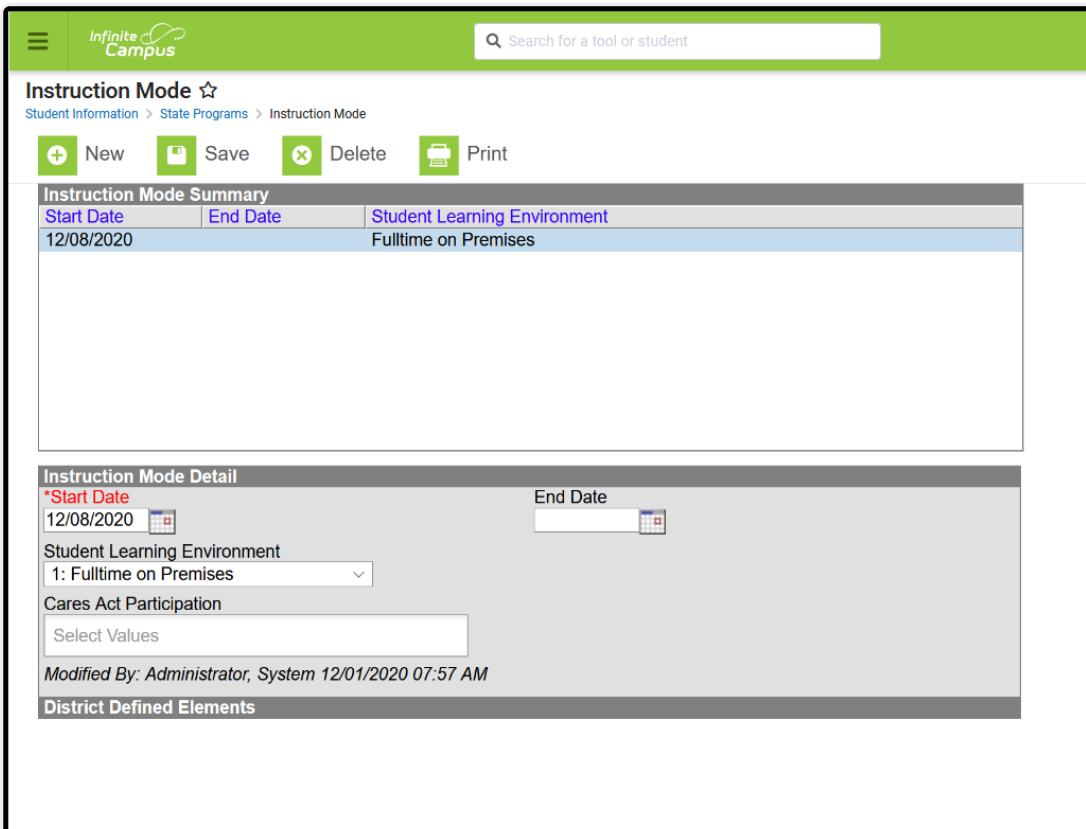 Infinite Campus
Search for a tool or student
Instruction Mode
Student Information > State Programs > Instruction Mode
New Save Delete Print
Instruction Mode Summary
Start Date End Date Student Learning Environment
12/08/2020 Fulltime on Premises
Instruction Mode Detail
*Start Date End Date
12/08/2020
Student Learning Environment
1: Fulltime on Premises
Cares Act Participation
Select Values
Modified By: Administrator, System 12/01/2020 07:57 AM
District Defined Elements